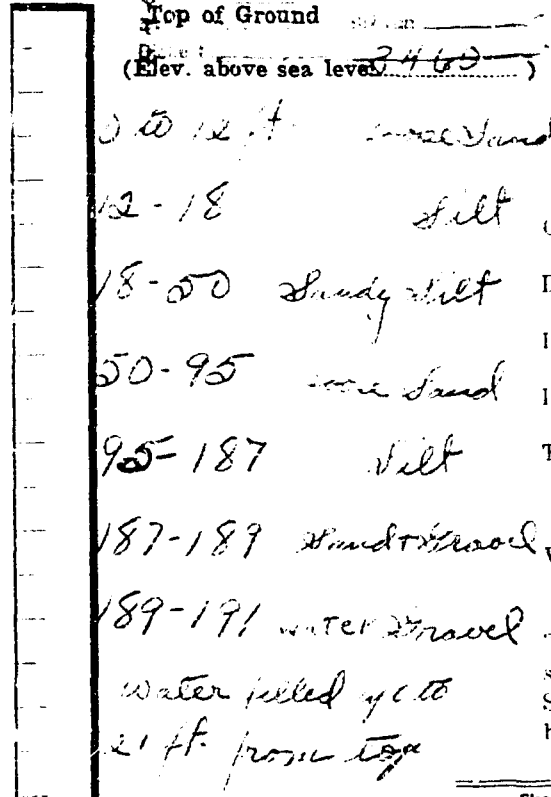 Top of Ground
(Elev. above sea level 3460 )
0 to 12 ft Sand
12-18 Silt
18-50 Sandy Silt
50-95 Sand
95-187 Silt
187-189 Sand + Gravel
189-191 water Gravel
water filled up to
21 ft. from top